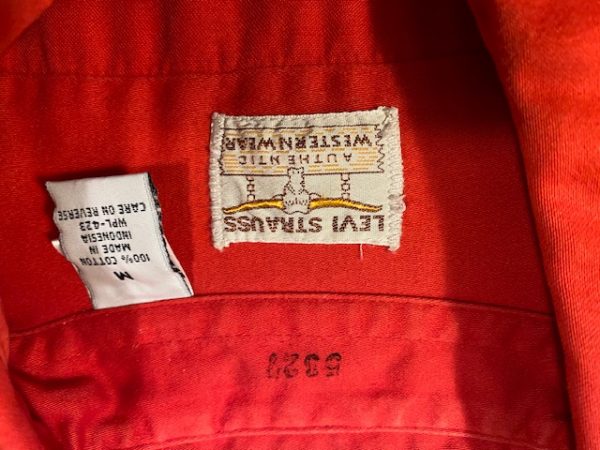 LEVI STRAUSS
AUTHENTIC
WESTERNWEAR
M
100% COTTON
MADE IN
INDONESIA
WPL-423
CARE ON REVERSE